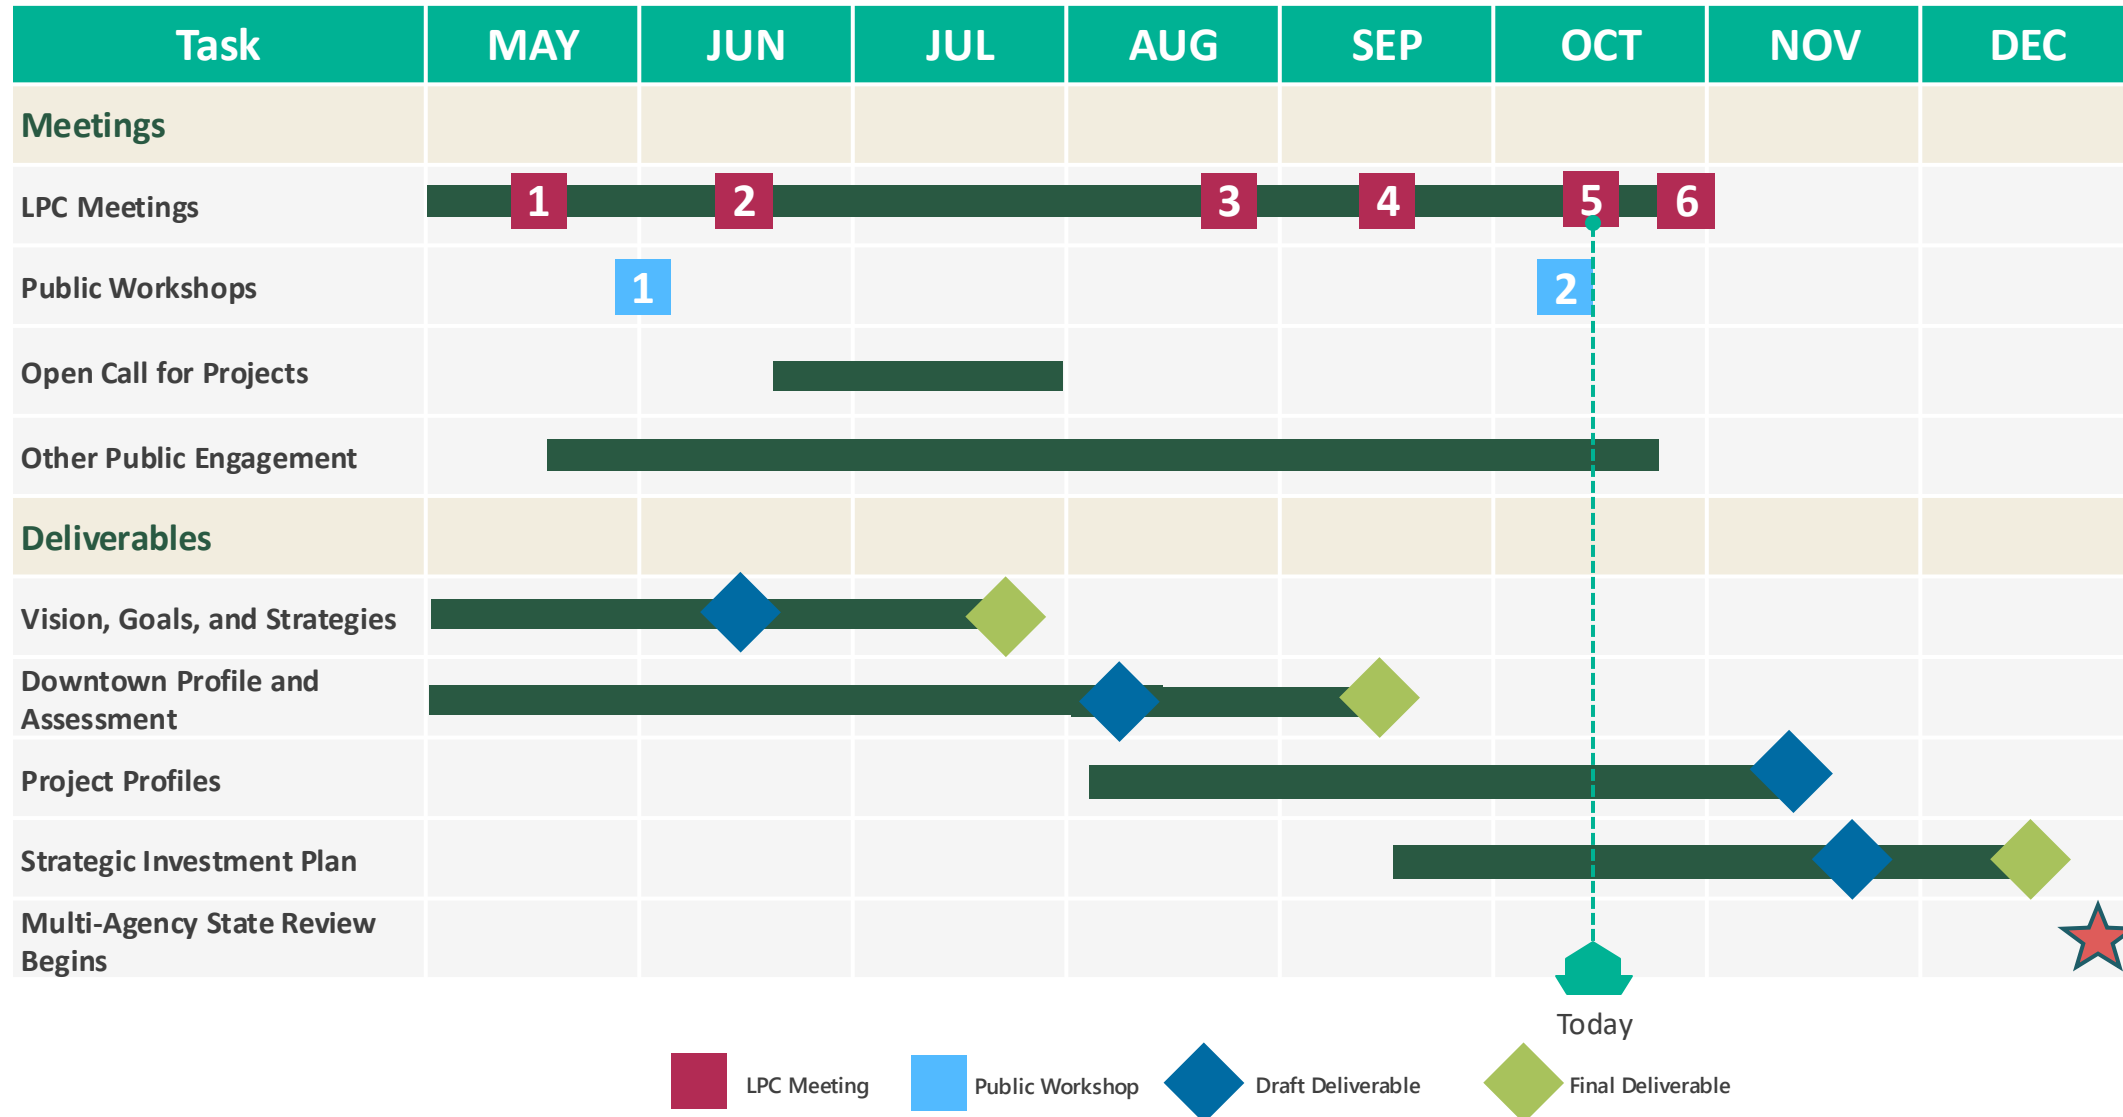 Task MAY JUN JUL AUG SEP OCT NOV DEC
Meetings
LPC Meetings 1 2 3 4 5 6
Public Workshops 1 2
Open Call for Projects
Other Public Engagement
Deliverables
Vision, Goals, and Strategies
Downtown Profile and
Assessment
Project Profiles
Strategic Investment Plan
Multi-Agency State Review
Begins
Today
LPC Meeting Public Workshop Draft Deliverable Final Deliverable